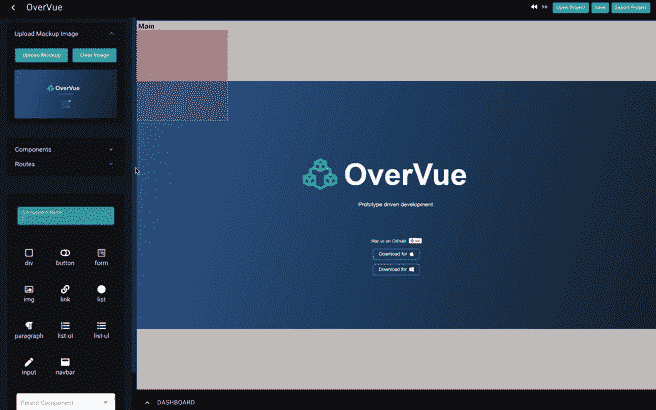 OverVue
Open Project
Save
Export Project
Upload Mockup Image
Main
Upload Mockup
Clear Image
OverVue
Components
Routes
OverVue
Prototype driven development
Star us on Github
Download for
Download for
div
button
form
img
link
list
paragraph
list-ol
list-ul
input
navbar
Parent Component
DASHBOARD